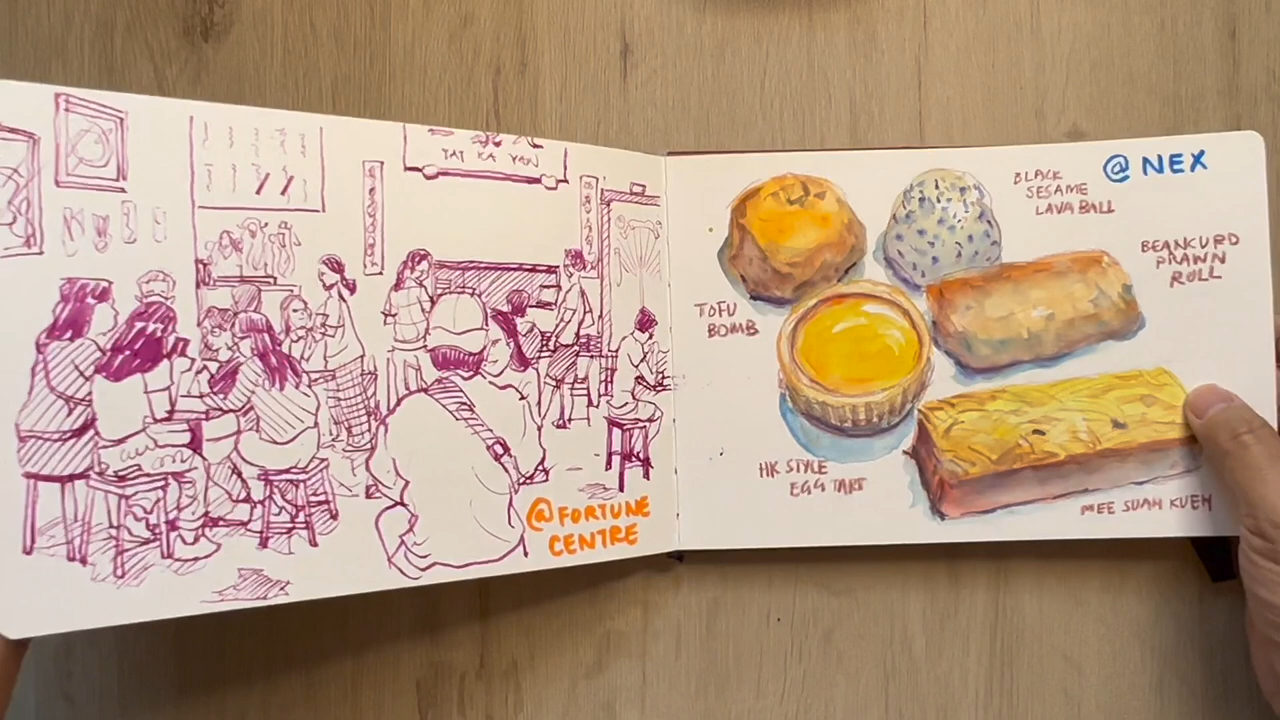 YAT KA YAN
@FORTUNE
CENTRE
@ NEX
BLACK
SESAME
LAVA BALL
BEANCURD
PRAWN
ROLL
TOFU
BOMB
HK STYLE
EGG TART
MEE SUAH KUEH